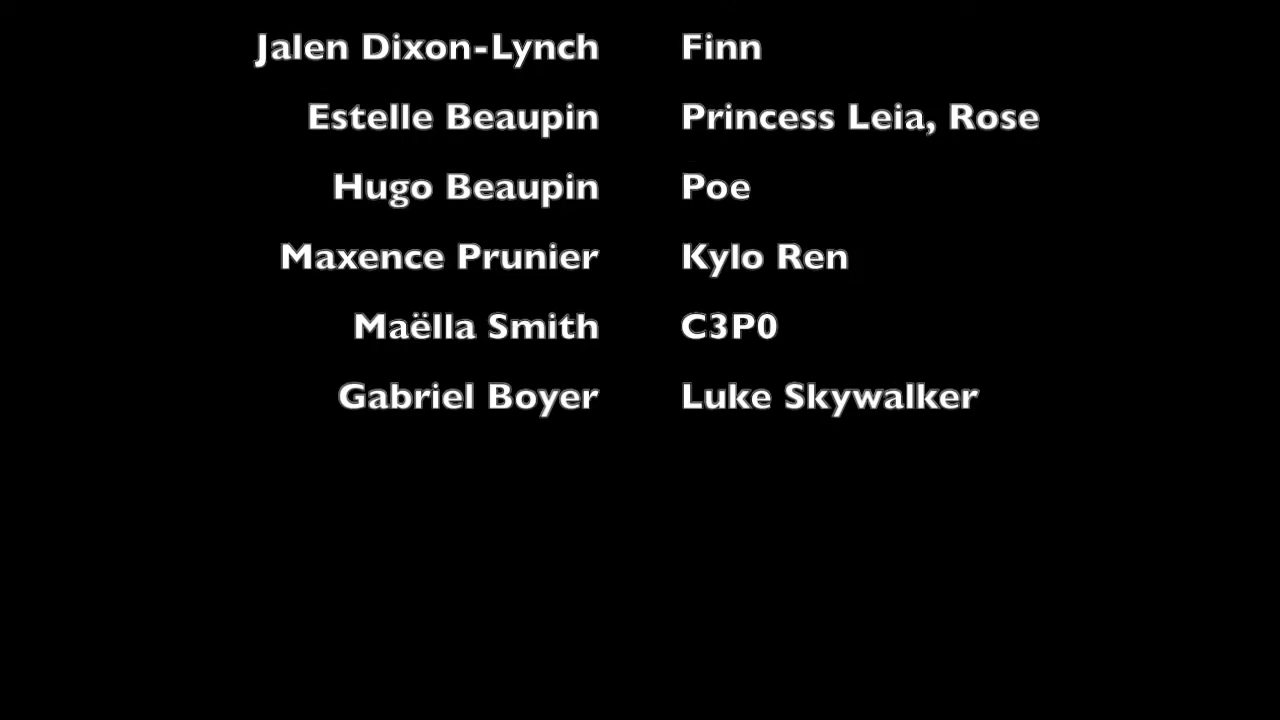 Jalen Dixon-Lynch Finn
Estelle Beaupin Princess Leia, Rose
Hugo Beaupin Poe
Maxence Prunier Kylo Ren
Maëlla Smith C3P0
Gabriel Boyer Luke Skywalker